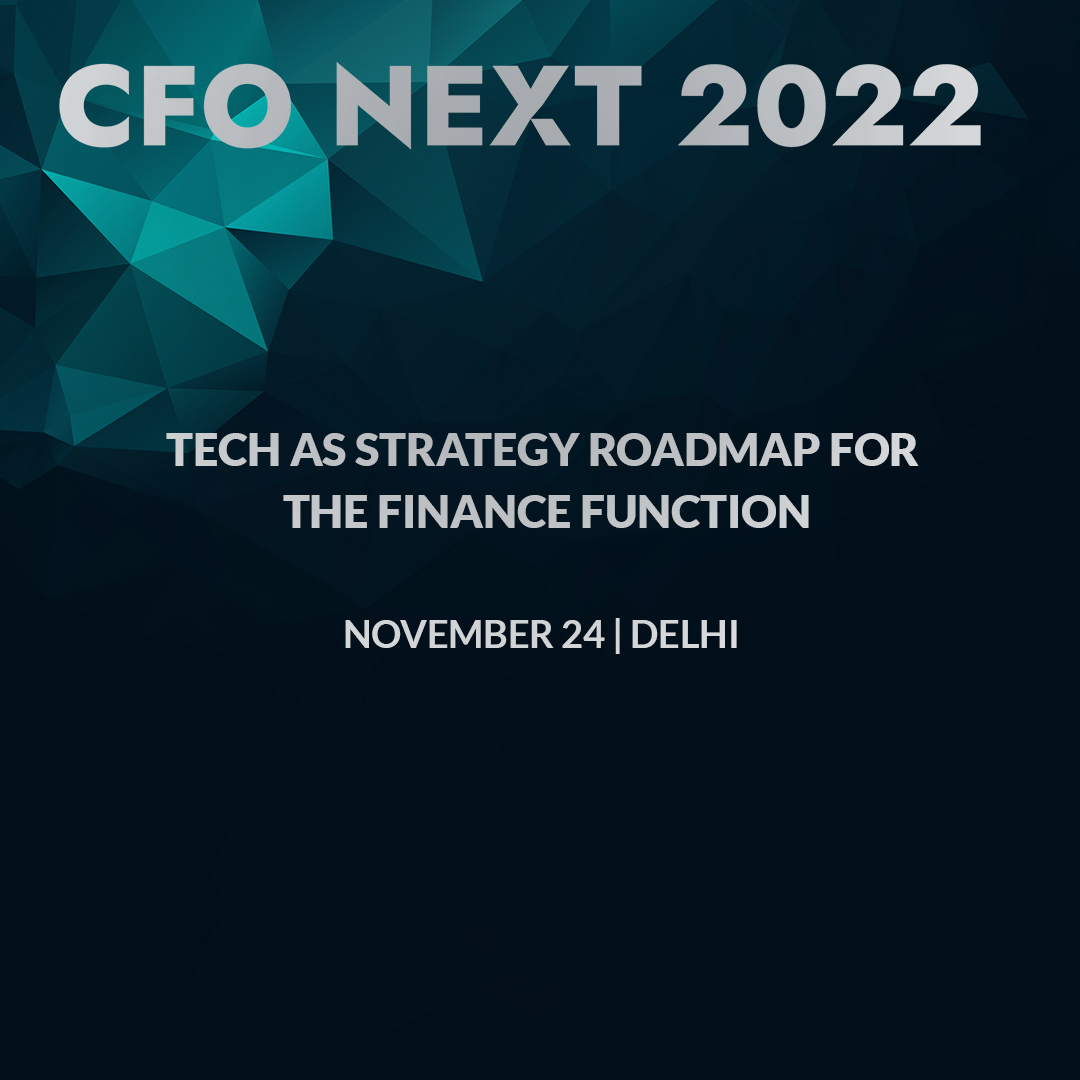 CFO NEXT 2022
TECH AS STRATEGY ROADMAP FOR
THE FINANCE FUNCTION
NOVEMBER 24 | DELHI